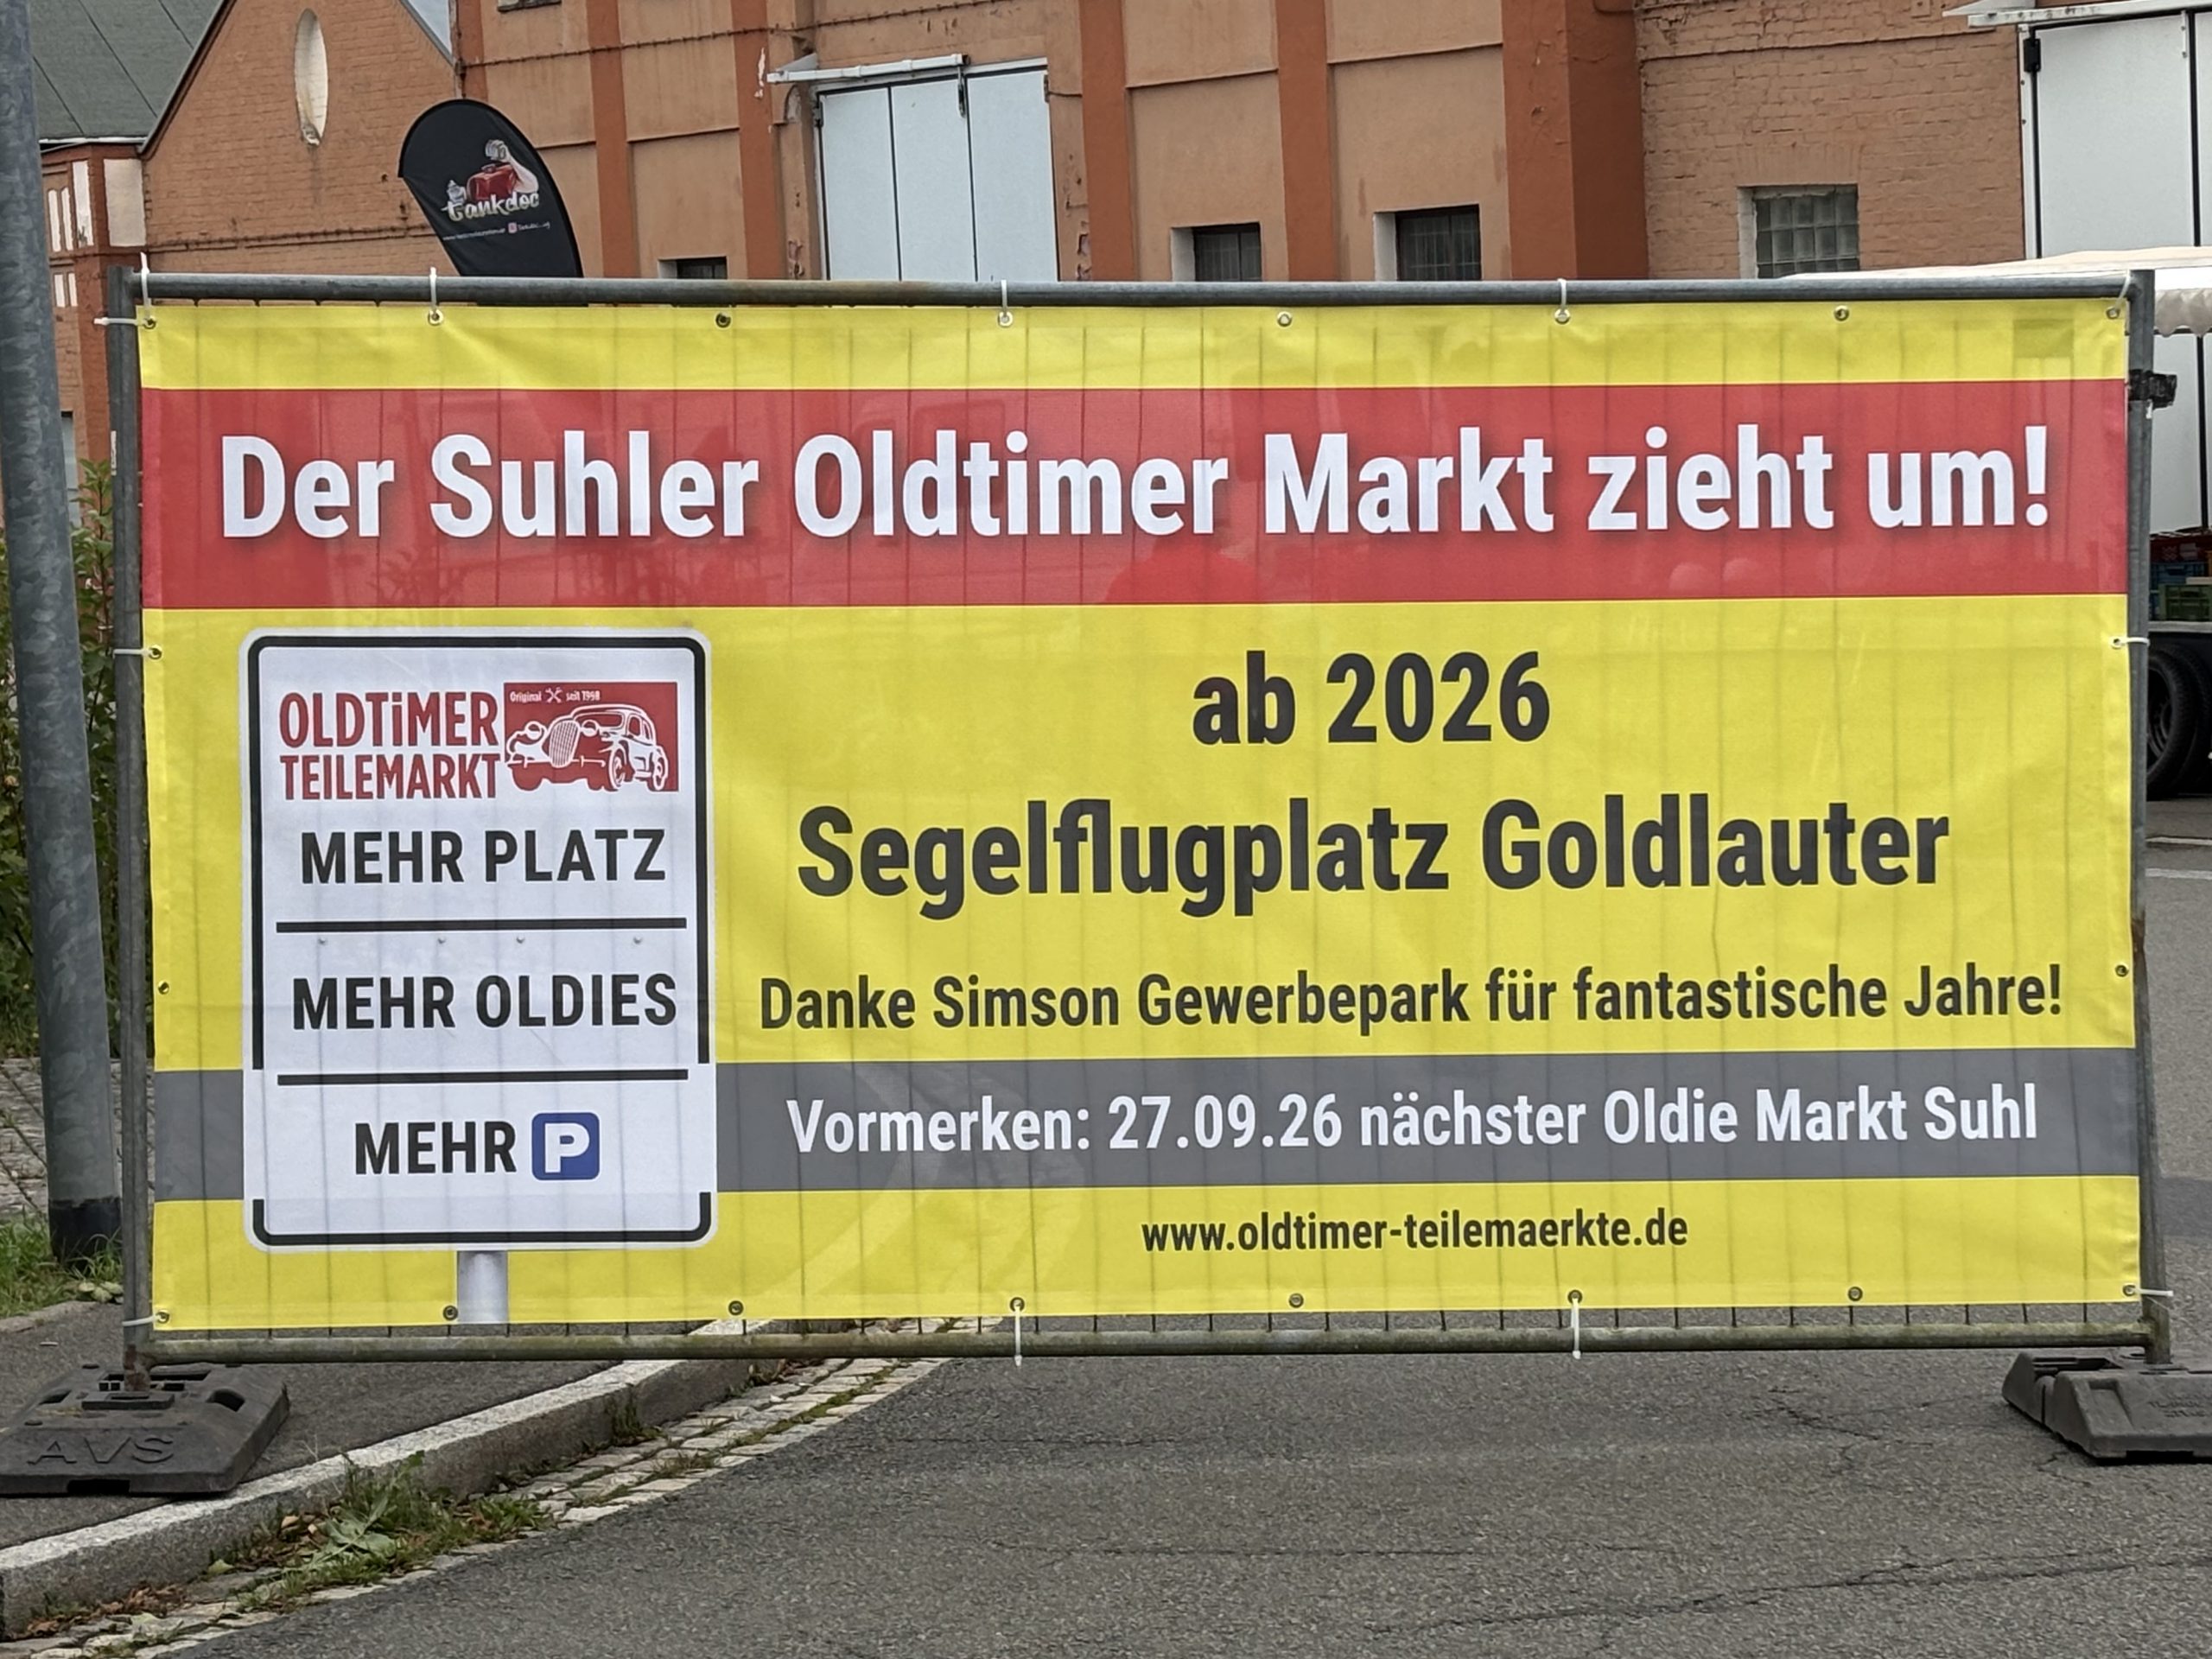 tankdoc
Der Suhler Oldtimer Markt zieht um!
OLDTiMER
TEILEMARKT
Original seit 1998
MEHR PLATZ
MEHR OLDIES
MEHR P
ab 2026
Segelflugplatz Goldlauter
Danke Simson Gewerbepark für fantastische Jahre!
Vormerken: 27.09.26 nächster Oldie Markt Suhl
www.oldtimer-teilemaerkte.de
AVS